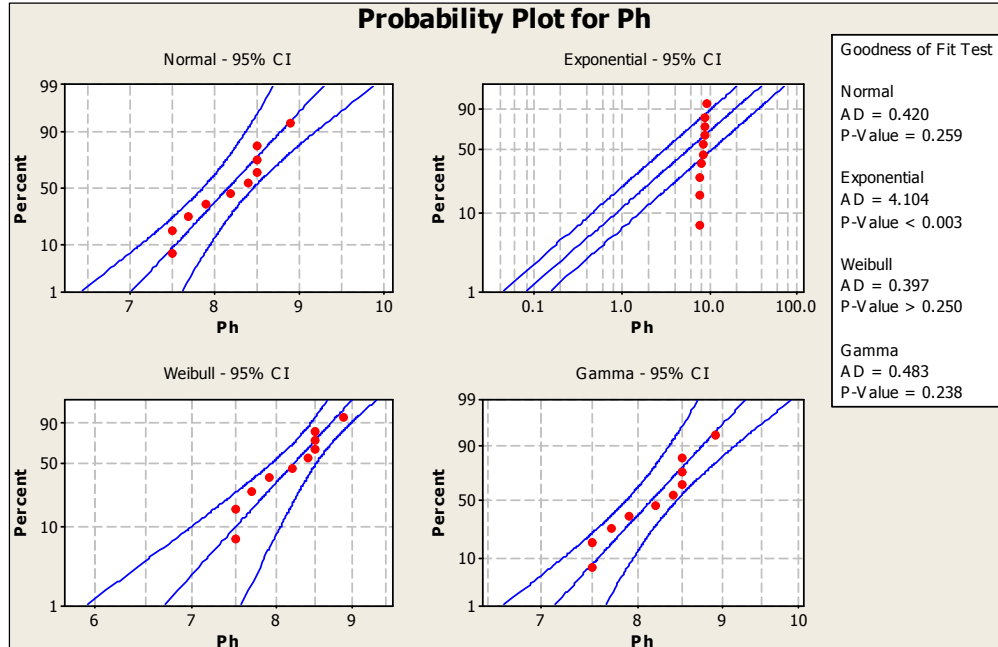 Probability Plot for Ph
Normal - 95% CI
99
90
50
10
1
Percent
7 8 9 10
Ph
Exponential - 95% CI
90
50
10
1
Percent
0.1 1.0 10.0 100.0
Ph
Weibull - 95% CI
90
50
10
1
Percent
6 7 8 9
Ph
Gamma - 95% CI
99
90
50
10
1
Percent
7 8 9 10
Ph
Goodness of Fit Test
Normal
AD = 0.420
P-Value = 0.259
Exponential
AD = 4.104
P-Value < 0.003
Weibull
AD = 0.397
P-Value > 0.250
Gamma
AD = 0.483
P-Value = 0.238